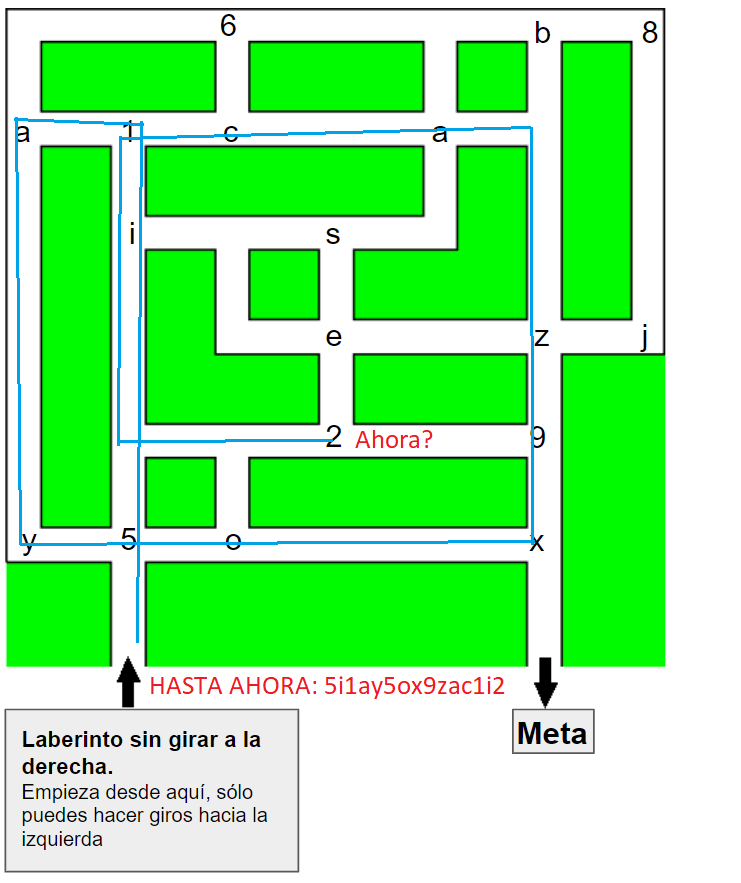 6
b
8
a
1
c
a
i
s
e
z
j
2
Ahora?
9
y
5
o
x
HASTA AHORA: 5i1ay5ox9zac1i2
Laberinto sin girar a la
derecha.
Empieza desde aquí, sólo
puedes hacer giros hacia la
izquierda
Meta